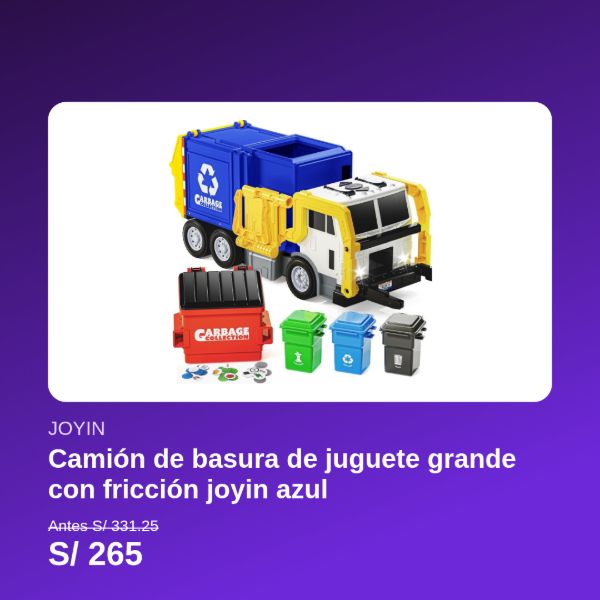 GARBAGE
COLLECTION
GARBAGE
COLLECTION
JOYIN
Camión de basura de juguete grande
con fricción joyin azul
Antes S/ 331.25
S/ 265